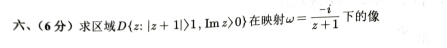 六、(6分) 求区域D{z: |z+1|⟩1, Im z⟩0} 在映射ω = \frac{-i}{z+1} 下的像